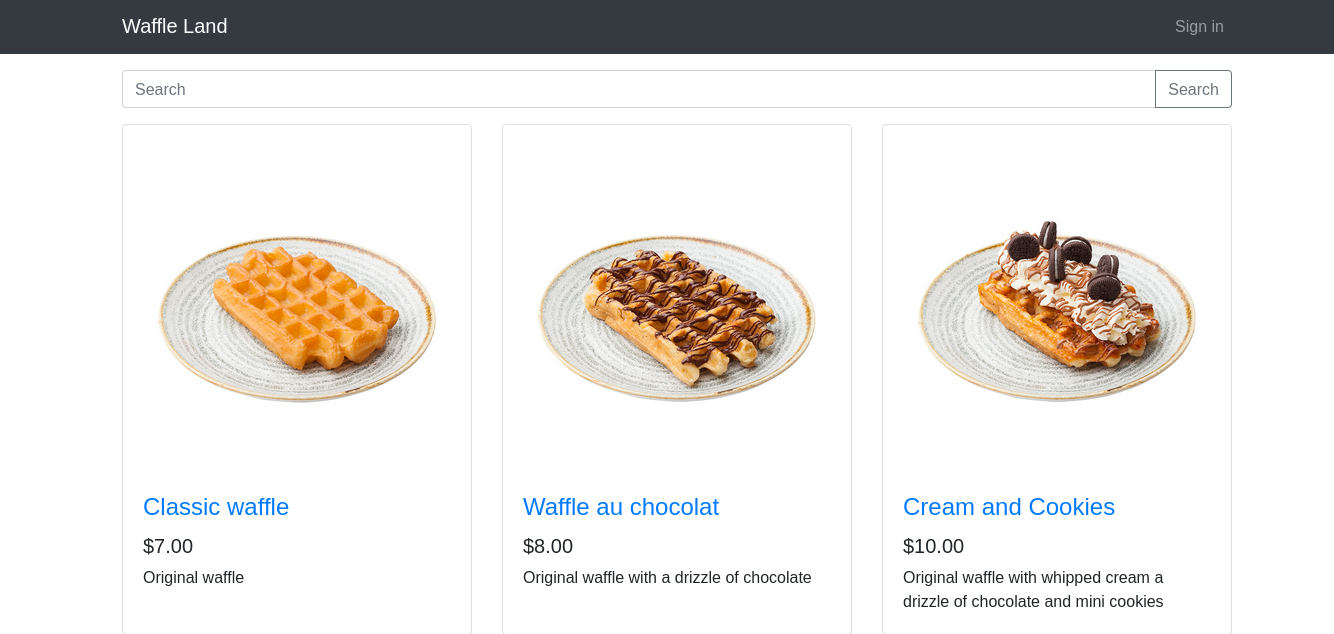 Waffle Land
Sign in
Search
Search
Classic waffle
$7.00
Original waffle
Waffle au chocolat
$8.00
Original waffle with a drizzle of chocolate
Cream and Cookies
$10.00
Original waffle with whipped cream a
drizzle of chocolate and mini cookies